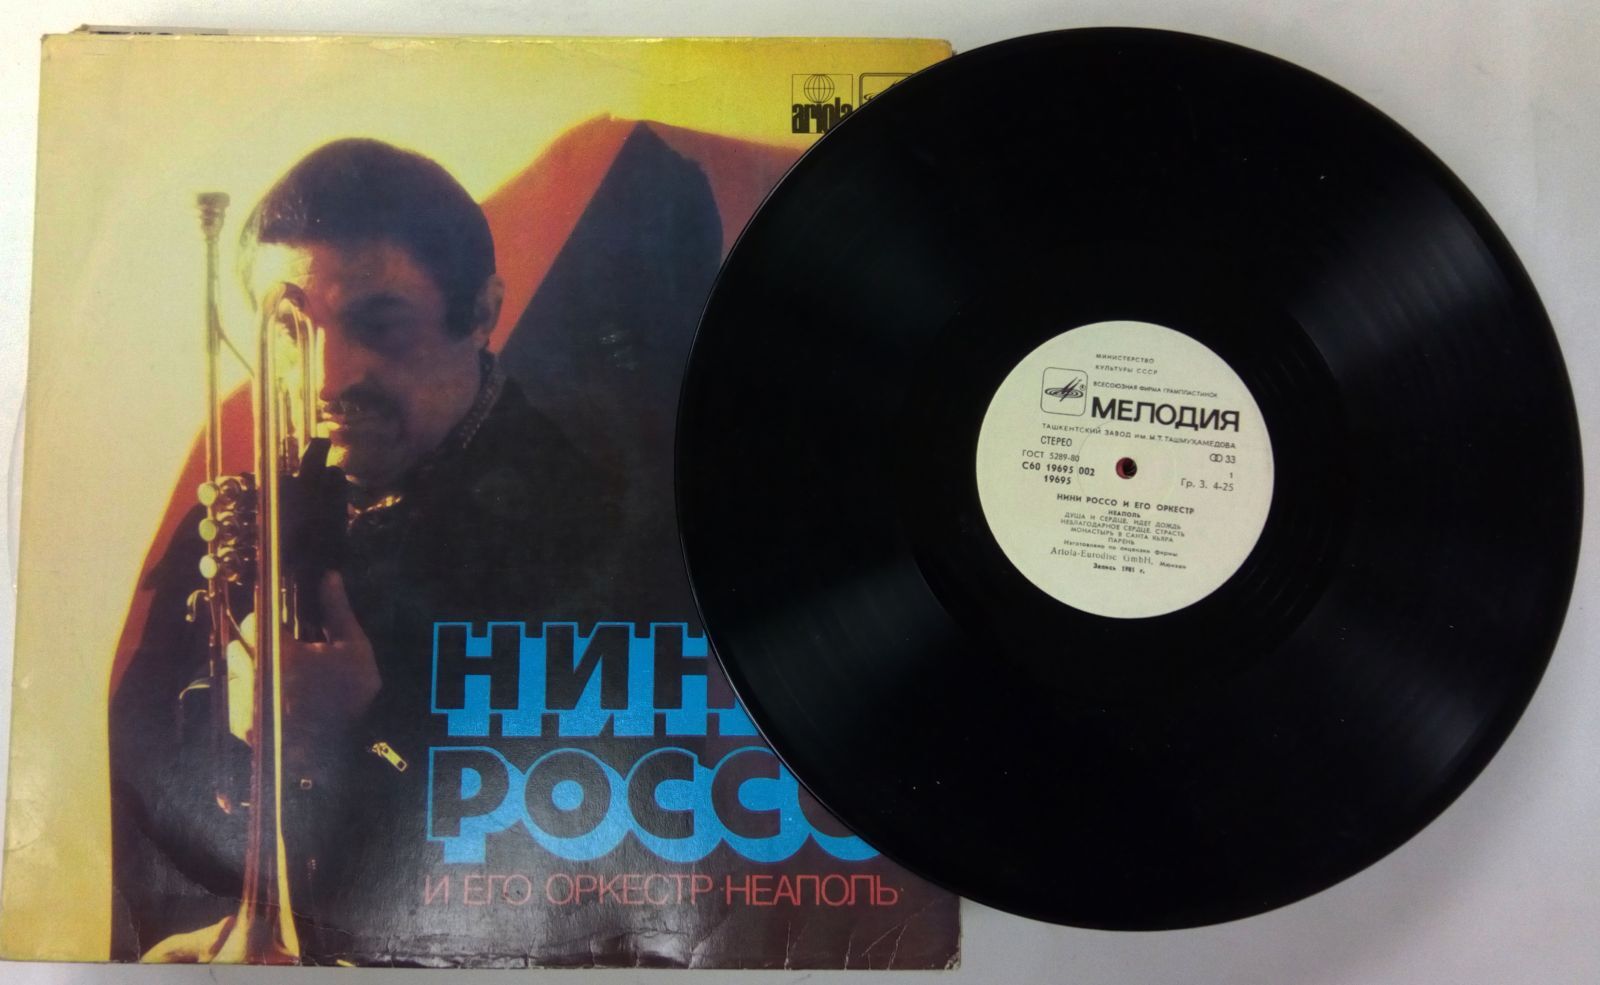 ariola
НИН
РОССО
И ЕГО ОРКЕСТР·НЕАПОЛЬ·
МИНИСТЕРСТВО
КУЛЬТУРЫ СССР
ВСЕСОЮЗНАЯ ФИРМА ГРАМПЛАСТИНОК
МЕЛОДИЯ
ТАШКЕНТСКИЙ ЗАВОД ИМ. М.Т. ТАШМУХАМЕДОВА
СТЕРЕО
33
ГОСТ 5289-80
1
С60 19695 002
Гр. 3. 4-25
19695
НИНИ РОССО И ЕГО ОРКЕСТР
НЕАПОЛЬ
ДУША И СЕРДЦЕ. ИДЕТ ДОЖДЬ
НЕБЛАГОДАРНОЕ СЕРДЦЕ. СТРАСТЬ
МОНАСТЫРЬ В САНТА КЬЯРА
ПАРЕНЬ
Изготовлено по лицензии фирмы
Ariola-Eurodisc GmbH, Мюнхен
Запись 1981 г.